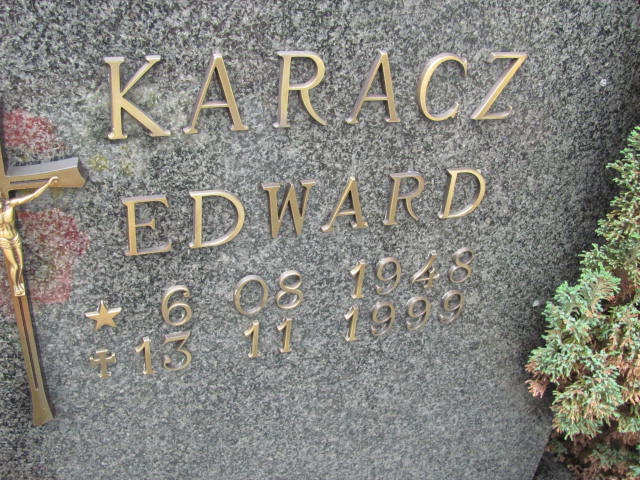 KARACZ
EDWARD
★ 6 08 1948
✝ 13 11 1999